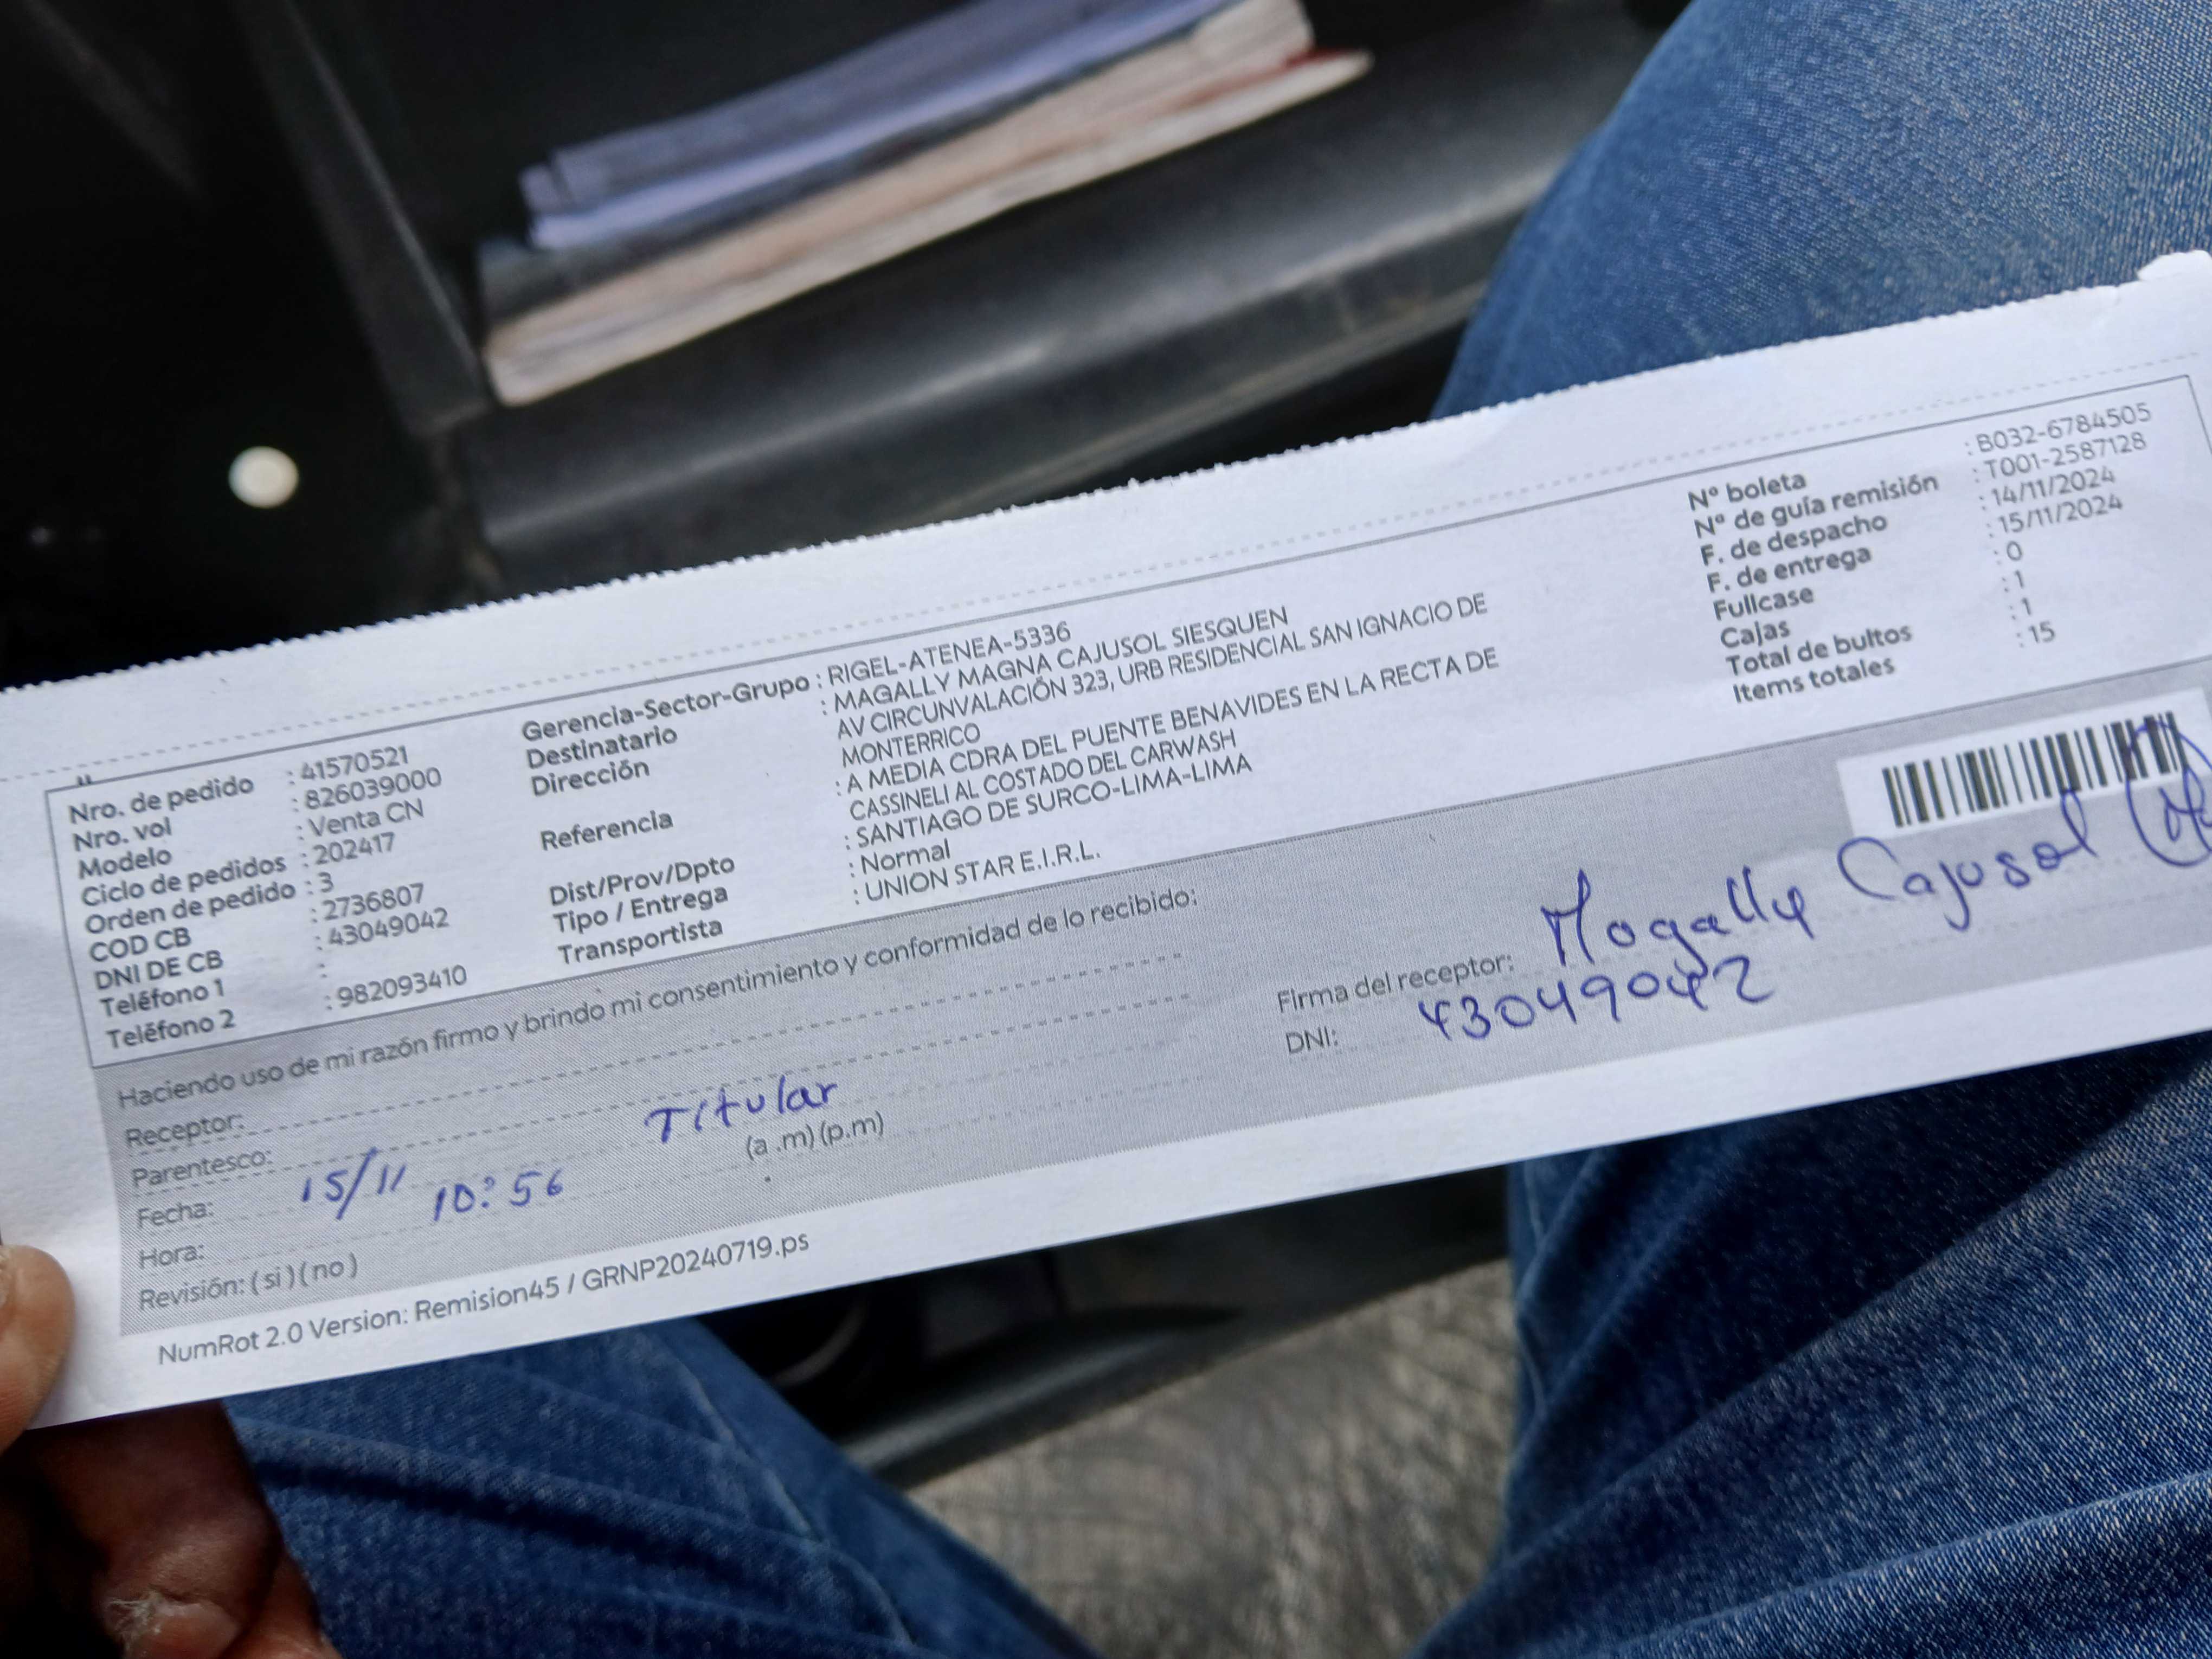 Nro. de pedido : 41570521
Nro. vol : 826039000
Modelo : Venta CN
Ciclo de pedidos : 202417
Orden de pedido : 3
COD CB : 2736807
DNI DE CB : 43049042
Teléfono 1 :
Teléfono 2 : 982093410
Gerencia-Sector-Grupo : RIGEL-ATENEA-5336
Destinatario : MAGALLY MAGNA CAJUSOL SIESQUEN
Dirección AV CIRCUNVALACIÓN 323, URB RESIDENCIAL SAN IGNACIO DE
MONTERRICO
Referencia : A MEDIA CDRA DEL PUENTE BENAVIDES EN LA RECTA DE
CASSINELI AL COSTADO DEL CARWASH
Dist/Prov/Dpto : SANTIAGO DE SURCO-LIMA-LIMA
Tipo / Entrega : Normal
Transportista : UNION STAR E.I.R.L.
Nº boleta : B032-6784505
Nº de guía remisión : T001-2587128
F. de despacho : 14/11/2024
F. de entrega : 15/11/2024
Fullcase : 0
Cajas : 1
Total de bultos : 1
Items totales : 15
Haciendo uso de mi razón firmo y brindo mi consentimiento y conformidad de lo recibido:
Receptor:
Parentesco: Titular
Fecha: 15/11
Hora: 10:56 (a .m) (p.m)
Revisión: ( si ) ( no )
Firma del receptor: Magally Cajusol
DNI: 43049042
NumRot 2.0 Version: Remision45 / GRNP20240719.ps